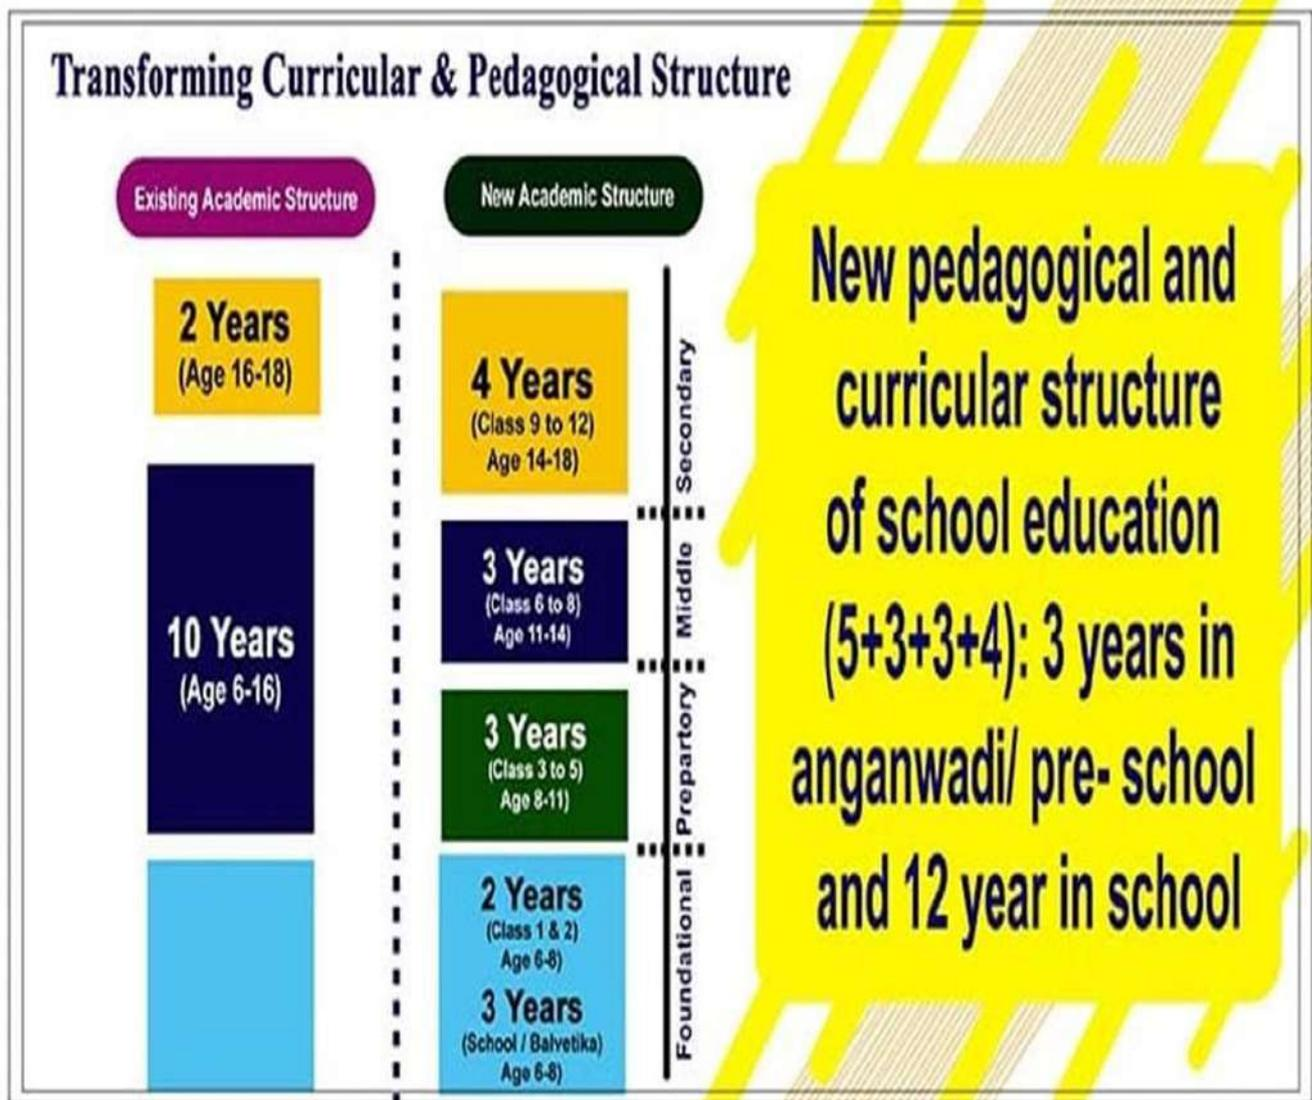 Transforming Curricular & Pedagogical Structure
Existing Academic Structure
2 Years
(Age 16-18)
10 Years
(Age 6-16)
New Academic Structure
4 Years
(Class 9 to 12)
Age 14-18)
Secondary
3 Years
(Class 6 to 8)
Age 11-14)
Middle
3 Years
(Class 3 to 5)
Age 8-11)
Prepartory
2 Years
(Class 1 & 2)
Age 6-8)
3 Years
(School / Balvetika)
Age 6-8)
Foundational
New pedagogical and
curricular structure
of school education
(5+3+3+4): 3 years in
anganwadi/ pre- school
and 12 year in school